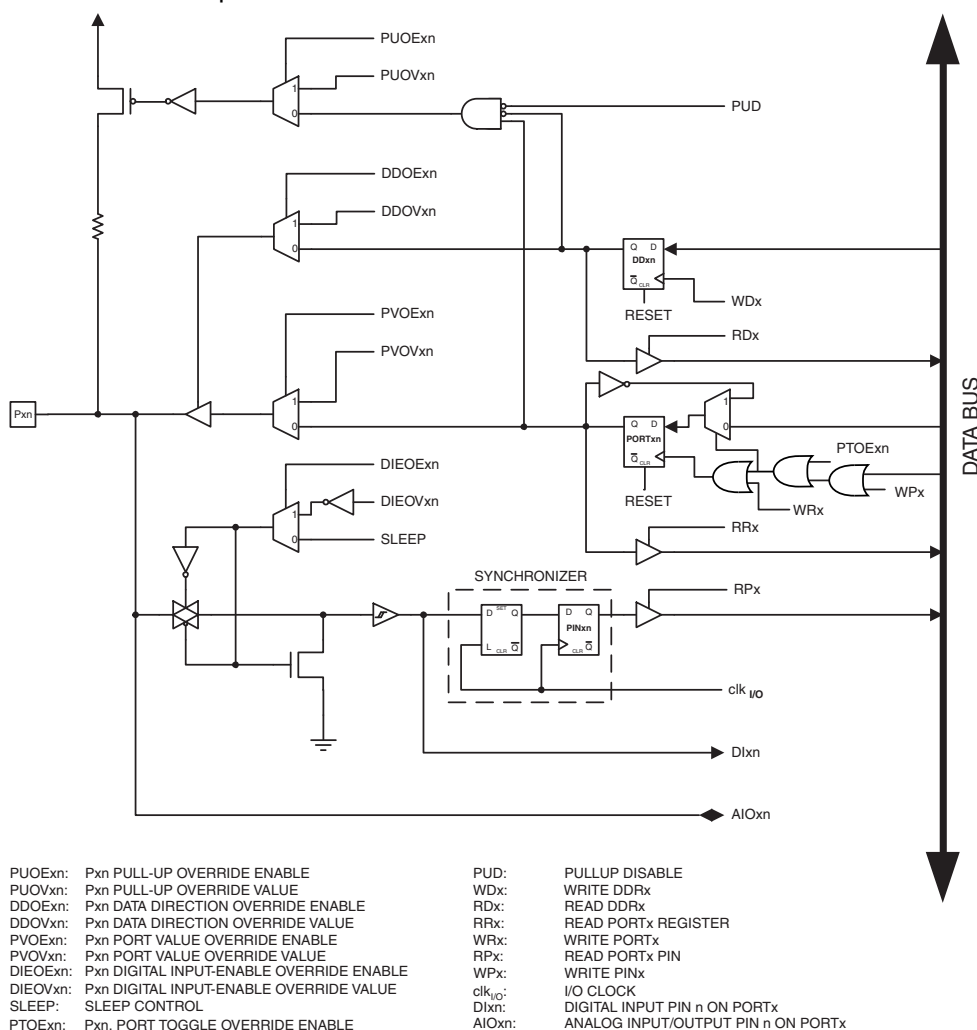 PUOExn
PUOVxn
1
0
PUD
DDOExn
DDOVxn
1
0
Q D
DDxn
Q CLR
WDx
RESET
RDx
PVOExn
PVOVxn
1
0
Pxn
1
0
Q D
PORTxn
Q CLR
PTOExn
WPx
RESET
WRx
RRx
DATA BUS
DIEOExn
DIEOVxn
1
0
SLEEP
SYNCHRONIZER
RPx
D SET Q
L CLR Q
D Q
PINxn
CLR Q
clk I/O
DIxn
AIOxn
PUOExn: Pxn PULL-UP OVERRIDE ENABLE
PUOVxn: Pxn PULL-UP OVERRIDE VALUE
DDOExn: Pxn DATA DIRECTION OVERRIDE ENABLE
DDOVxn: Pxn DATA DIRECTION OVERRIDE VALUE
PVOExn: Pxn PORT VALUE OVERRIDE ENABLE
PVOVxn: Pxn PORT VALUE OVERRIDE VALUE
DIEOExn: Pxn DIGITAL INPUT-ENABLE OVERRIDE ENABLE
DIEOVxn: Pxn DIGITAL INPUT-ENABLE OVERRIDE VALUE
SLEEP: SLEEP CONTROL
PTOExn: Pxn, PORT TOGGLE OVERRIDE ENABLE
PUD: PULLUP DISABLE
WDx: WRITE DDRx
RDx: READ DDRx
RRx: READ PORTx REGISTER
WRx: WRITE PORTx
RPx: READ PORTx PIN
WPx: WRITE PINx
clkI/O: I/O CLOCK
DIxn: DIGITAL INPUT PIN n ON PORTx
AIOxn: ANALOG INPUT/OUTPUT PIN n ON PORTx